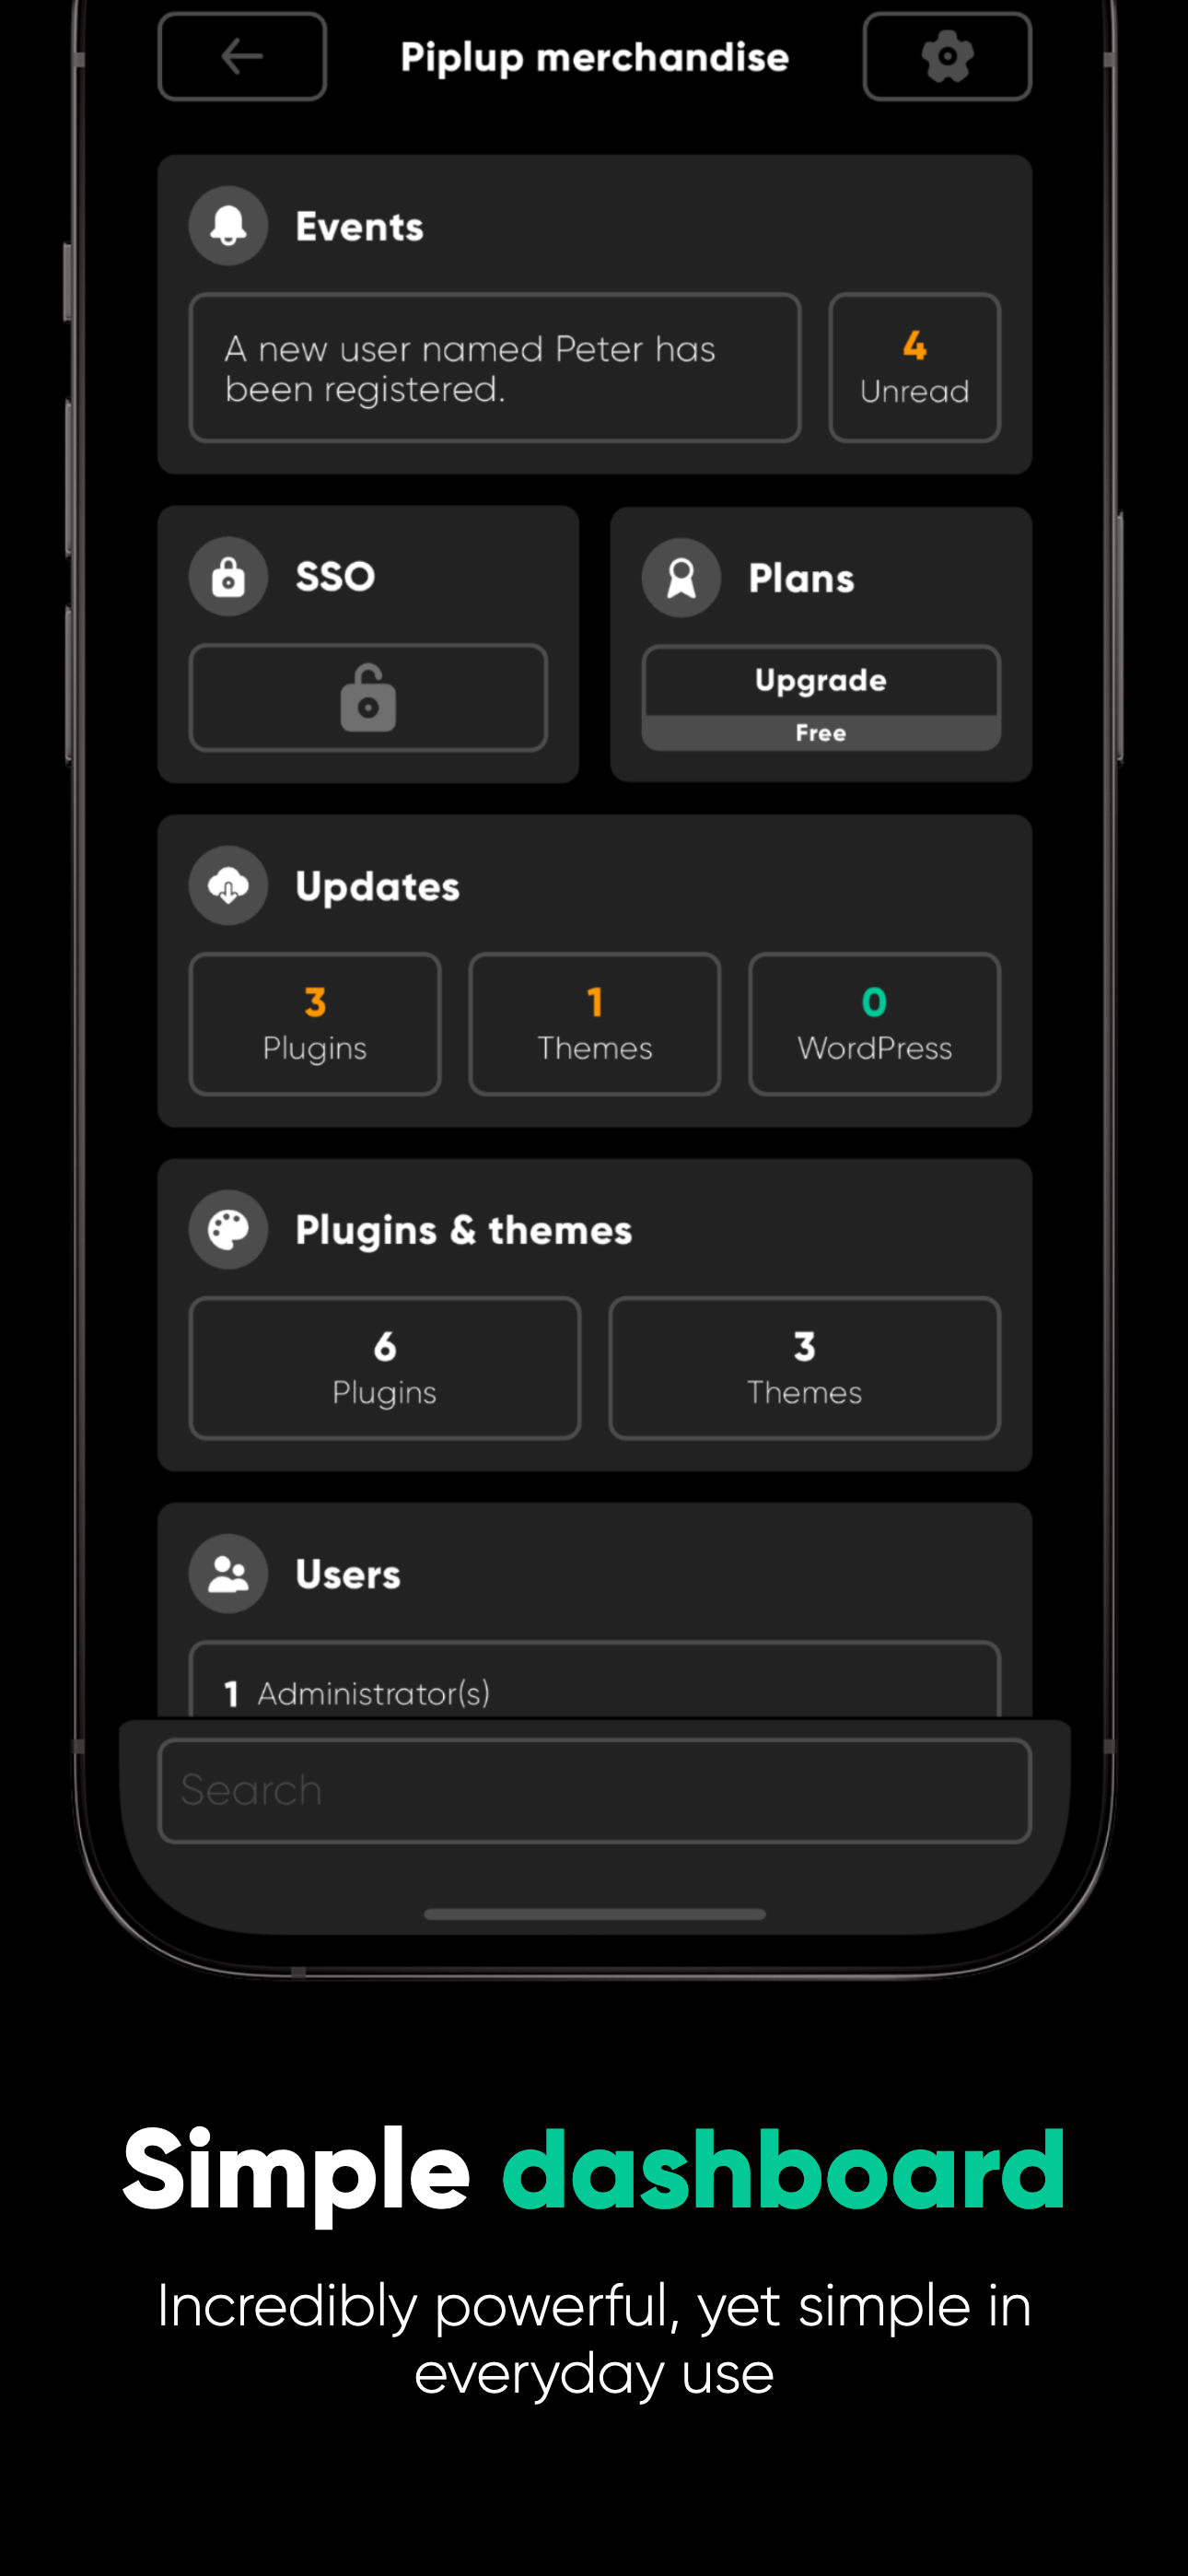 Piplup merchandise
Events
A new user named Peter has
been registered.
4
Unread
SSO
Plans
Upgrade
Free
Updates
3
Plugins
1
Themes
0
WordPress
Plugins & themes
6
Plugins
3
Themes
Users
1 Administrator(s)
Search
Simple dashboard
Incredibly powerful, yet simple in
everyday use